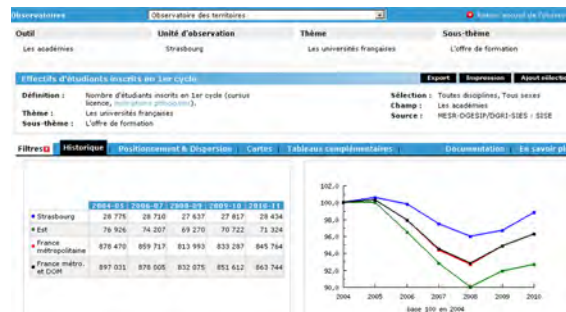 Observatoires Observatoire des territoires Retour accueil de l'observ
Outil Unité d'observation Thème Sous-thème
Les académies Strasbourg Les universités françaises L'offre de formation
Effectifs d'étudiants inscrits en 1er cycle Export Impression Ajout sélectio
Définition : Nombre d'étudiants inscrits en 1er cycle (cursus
licence,
Thème : Les universités françaises
Sous-thème : L'offre de formation
Sélection : Toutes disciplines, Tous sexes
Champ : Les académies
Source : MESR-DGESIP/DGRI-SIES : SISE
Filtres Historique Positionnement & Dispersion Cartes Tableaux complémentaires Documentation En savoir pl
2004-05 2006-07 2008-09 2009-10 2010-11
Strasbourg 28 775 28 710 27 637 27 817 28 434
Est 76 926 74 207 69 270 70 722 71 324
France
métropolitaine 878 470 859 717 813 993 833 287 845 764
France métro.
et DOM 897 031 878 005 832 075 851 612 863 744
102,0
100,0
98,0
96,0
94,0
92,0
90,0
2004 2005 2006 2007 2008 2009 2010
base 100 en 2004